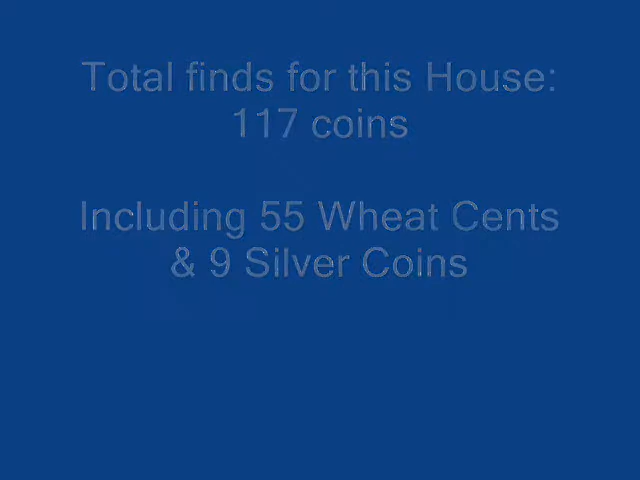 Total finds for this House:
117 coins
Including 55 Wheat Cents
& 9 Silver Coins